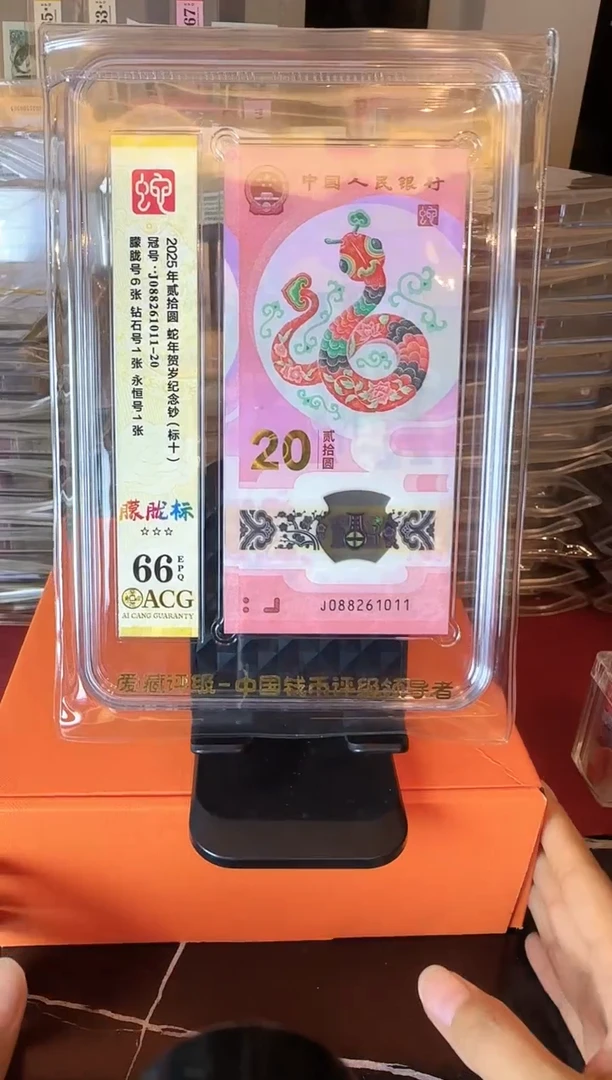 蛇
2025年贰拾圆 蛇年贺岁纪念钞(标十)
冠号:J088261011-20
朦胧号6张 钻石号1张 永恒号1张
朦胧标
☆☆☆
66 EPQ
ACG
AI CANG GUARANTY
中国人民银行
蛇
20 贰拾圆
J088261011
爱藏评级-中国钱币评级领导者
67